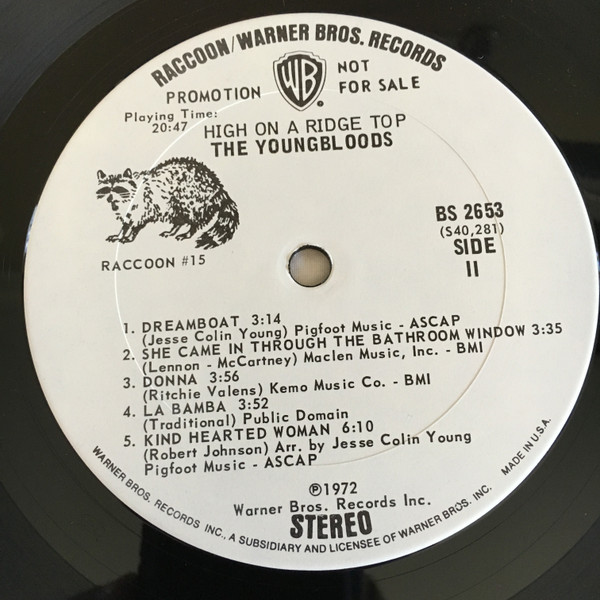 RACCOON/WARNER BROS. RECORDS
WB
PROMOTION NOT FOR SALE
Playing Time:
20:47
HIGH ON A RIDGE TOP
THE YOUNGBLOODS
BS 2653
(S40,281)
SIDE
II
RACCOON #15
1. DREAMBOAT 3:14
(Jesse Colin Young) Pigfoot Music - ASCAP
2. SHE CAME IN THROUGH THE BATHROOM WINDOW 3:35
(Lennon - McCartney) Maclen Music, Inc. - BMI
3. DONNA 3:56
(Ritchie Valens) Kemo Music Co. - BMI
4. LA BAMBA 3:52
(Traditional) Public Domain
5. KIND HEARTED WOMAN 6:10
(Robert Johnson) Arr. by Jesse Colin Young
Pigfoot Music - ASCAP
℗1972
Warner Bros. Records Inc.
STEREO
WARNER BROS. RECORDS INC., A SUBSIDIARY AND LICENSEE OF WARNER BROS. INC. MADE IN U.S.A.